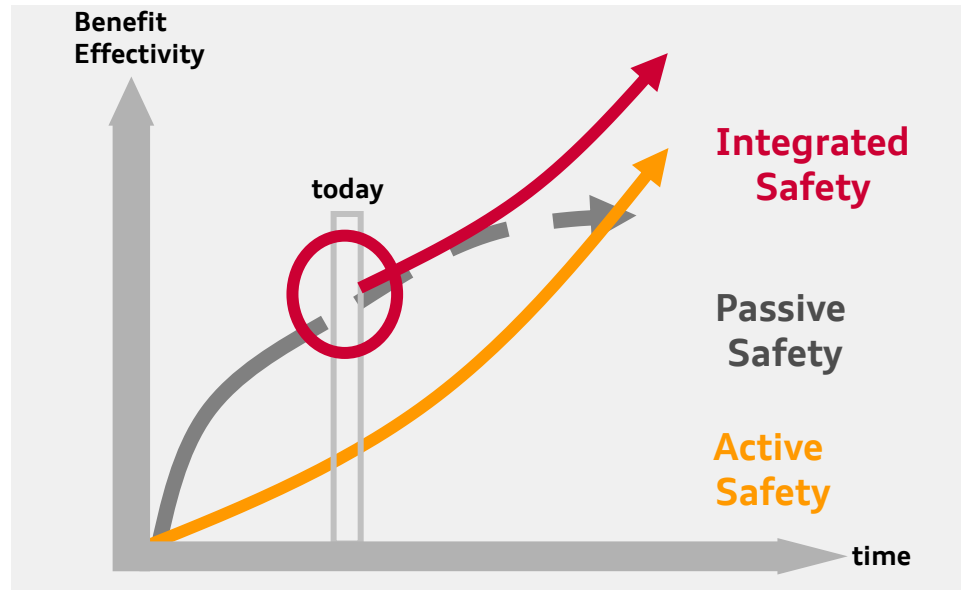 Benefit
Effectivity
today
Integrated
Safety
Passive
Safety
Active
Safety
time